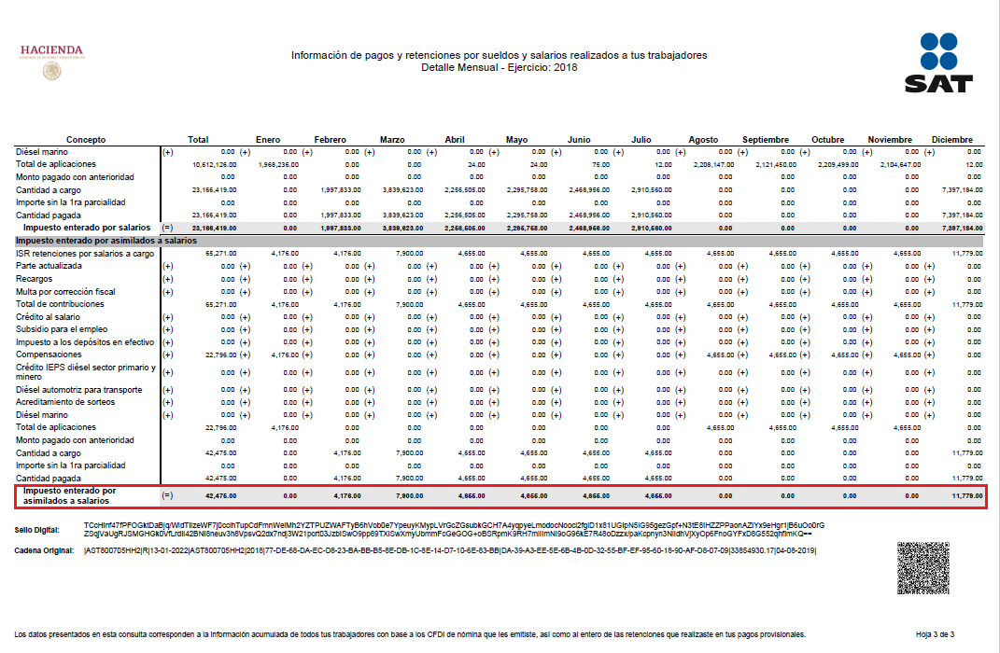 HACIENDA
Información de pagos y retenciones por sueldos y salarios realizados a tus trabajadores
Detalle Mensual - Ejercicio: 2018
SAT
Concepto Total Enero Febrero Marzo Abril Mayo Junio Julio Agosto Septiembre Octubre Noviembre Diciembre
Diésel marino (+) 0.00 (+) 0.00 (+) 0.00 (+) 0.00 (+) 0.00 (+) 0.00 (+) 0.00 (+) 0.00 (+) 0.00 (+) 0.00 (+) 0.00 (+) 0.00 (+) 0.00
Total de aplicaciones 10,612,126.00 1,968,236.00 0.00 0.00 24.00 24.00 75.00 12.00 2,208,147.00 2,121,450.00 2,209,499.00 2,104,647.00 12.00
Monto pagado con anterioridad 0.00 0.00 0.00 0.00 0.00 0.00 0.00 0.00 0.00 0.00 0.00 0.00 0.00
Cantidad a cargo 23,166,419.00 0.00 1,997,833.00 3,839,623.00 2,256,505.00 2,295,758.00 2,468,956.00 2,910,560.00 0.00 0.00 0.00 0.00 7,397,184.00
Importe sin la 1ra parcialidad 0.00 0.00 0.00 0.00 0.00 0.00 0.00 0.00 0.00 0.00 0.00 0.00 0.00
Cantidad pagada 23,166,419.00 0.00 1,997,833.00 3,839,623.00 2,256,505.00 2,295,758.00 2,468,956.00 2,910,560.00 0.00 0.00 0.00 0.00 7,397,184.00
Impuesto enterado por salarios (=) 23,166,419.00 0.00 1,997,833.00 3,839,623.00 2,256,505.00 2,295,758.00 2,468,956.00 2,910,560.00 0.00 0.00 0.00 0.00 7,397,184.00
Impuesto enterado por asimilados a salarios
ISR retenciones por salarios a cargo 65,271.00 4,176.00 4,176.00 7,900.00 4,655.00 4,655.00 4,655.00 4,655.00 4,655.00 4,655.00 4,655.00 4,655.00 11,779.00
Parte actualizada (+) 0.00 (+) 0.00 (+) 0.00 (+) 0.00 (+) 0.00 (+) 0.00 (+) 0.00 (+) 0.00 (+) 0.00 (+) 0.00 (+) 0.00 (+) 0.00 (+) 0.00
Recargos (+) 0.00 (+) 0.00 (+) 0.00 (+) 0.00 (+) 0.00 (+) 0.00 (+) 0.00 (+) 0.00 (+) 0.00 (+) 0.00 (+) 0.00 (+) 0.00 (+) 0.00
Multa por corrección fiscal (+) 0.00 (+) 0.00 (+) 0.00 (+) 0.00 (+) 0.00 (+) 0.00 (+) 0.00 (+) 0.00 (+) 0.00 (+) 0.00 (+) 0.00 (+) 0.00 (+) 0.00
Total de contribuciones 65,271.00 4,176.00 4,176.00 7,900.00 4,655.00 4,655.00 4,655.00 4,655.00 4,655.00 4,655.00 4,655.00 4,655.00 11,779.00
Crédito al salario (+) 0.00 (+) 0.00 (+) 0.00 (+) 0.00 (+) 0.00 (+) 0.00 (+) 0.00 (+) 0.00 (+) 0.00 (+) 0.00 (+) 0.00 (+) 0.00 (+) 0.00
Subsidio para el empleo (+) 0.00 (+) 0.00 (+) 0.00 (+) 0.00 (+) 0.00 (+) 0.00 (+) 0.00 (+) 0.00 (+) 0.00 (+) 0.00 (+) 0.00 (+) 0.00 (+) 0.00
Impuesto a los depósitos en efectivo (+) 0.00 (+) 0.00 (+) 0.00 (+) 0.00 (+) 0.00 (+) 0.00 (+) 0.00 (+) 0.00 (+) 0.00 (+) 0.00 (+) 0.00 (+) 0.00 (+) 0.00
Compensaciones (+) 22,796.00 (+) 4,176.00 (+) 0.00 (+) 0.00 (+) 0.00 (+) 0.00 (+) 0.00 (+) 0.00 (+) 4,655.00 (+) 4,655.00 (+) 4,655.00 (+) 4,655.00 (+) 0.00
Crédito IEPS diésel sector primario y
minero (+) 0.00 (+) 0.00 (+) 0.00 (+) 0.00 (+) 0.00 (+) 0.00 (+) 0.00 (+) 0.00 (+) 0.00 (+) 0.00 (+) 0.00 (+) 0.00 (+) 0.00
Diésel automotriz para transporte (+) 0.00 (+) 0.00 (+) 0.00 (+) 0.00 (+) 0.00 (+) 0.00 (+) 0.00 (+) 0.00 (+) 0.00 (+) 0.00 (+) 0.00 (+) 0.00 (+) 0.00
Acreditamiento de sorteos (+) 0.00 (+) 0.00 (+) 0.00 (+) 0.00 (+) 0.00 (+) 0.00 (+) 0.00 (+) 0.00 (+) 0.00 (+) 0.00 (+) 0.00 (+) 0.00 (+) 0.00
Diésel marino (+) 0.00 (+) 0.00 (+) 0.00 (+) 0.00 (+) 0.00 (+) 0.00 (+) 0.00 (+) 0.00 (+) 0.00 (+) 0.00 (+) 0.00 (+) 0.00 (+) 0.00
Total de aplicaciones 22,796.00 4,176.00 0.00 0.00 0.00 0.00 0.00 0.00 4,655.00 4,655.00 4,655.00 4,655.00 0.00
Monto pagado con anterioridad 0.00 0.00 0.00 0.00 0.00 0.00 0.00 0.00 0.00 0.00 0.00 0.00 0.00
Cantidad a cargo 42,475.00 0.00 4,176.00 7,900.00 4,655.00 4,655.00 4,655.00 4,655.00 0.00 0.00 0.00 0.00 11,779.00
Importe sin la 1ra parcialidad 0.00 0.00 0.00 0.00 0.00 0.00 0.00 0.00 0.00 0.00 0.00 0.00 0.00
Cantidad pagada 42,475.00 0.00 4,176.00 7,900.00 4,655.00 4,655.00 4,655.00 4,655.00 0.00 0.00 0.00 0.00 11,779.00
Impuesto enterado por
asimilados a salarios (=) 42,475.00 0.00 4,176.00 7,900.00 4,655.00 4,655.00 4,655.00 4,655.00 0.00 0.00 0.00 0.00 11,779.00
Sello Digital:
Cadena Original: |AST800705HH2|R|13-01-2022|AST800705HH2|2018|77-DE-68-DA-EC-D8-23-BA-BB-B5-8E-DB-1C-8E-14-D7-10-6E-83-BB|DA-39-A3-EE-5E-6B-4B-0D-32-55-BF-EF-95-60-18-90-AF-D8-07-09|33854930.17|04-08-2019|
Los datos presentados en esta consulta corresponden a la información acumulada de todos tus trabajadores con base a los CFDI de nómina que les emitiste, así como al entero de las retenciones que realizaste en tus pagos provisionales.
Hoja 3 de 3